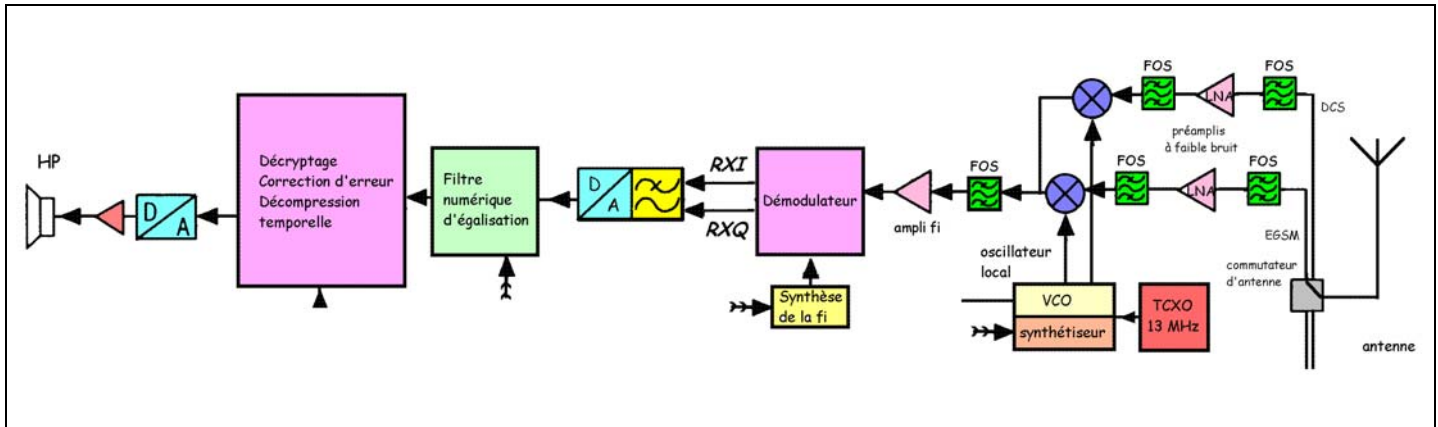 HP
D
A
Décryptage
Correction d'erreur
Décompression
temporelle
Filtre
numérique
d'égalisation
D
A
RXI
RXQ
Démodulateur
Synthèse
de la fi
ampli fi
FOS
oscillateur
local
VCO
synthétiseur
TCXO
13 MHz
FOS
LNA
FOS
DCS
préamplis
à faible bruit
FOS
LNA
FOS
EGSM
commutateur
d'antenne
antenne